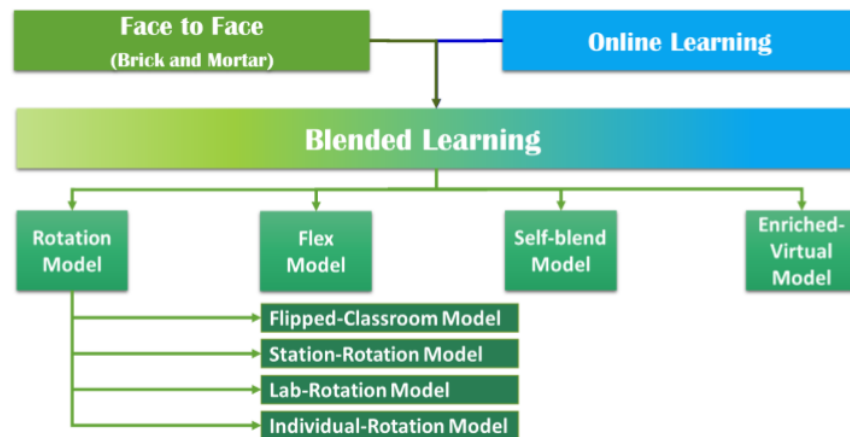 Face to Face
(Brick and Mortar)
Online Learning
Blended Learning
Rotation
Model
Flex
Model
Self-blend
Model
Enriched-
Virtual
Model
Flipped-Classroom Model
Station-Rotation Model
Lab-Rotation Model
Individual-Rotation Model